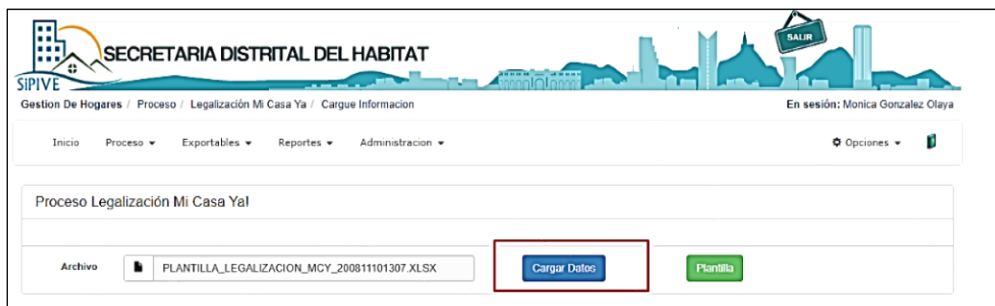 SECRETARIA DISTRITAL DEL HABITAT
SALIR
SIPIVE
Gestion De Hogares / Proceso / Legalización Mi Casa Ya / Cargue Informacion
En sesión: Monica Gonzalez Olaya
Inicio Proceso Exportables Reportes Administracion Opciones
Proceso Legalización Mi Casa Ya!
Archivo PLANTILLA_LEGALIZACION_MCY_200811101307.XLSX Cargar Datos Plantilla